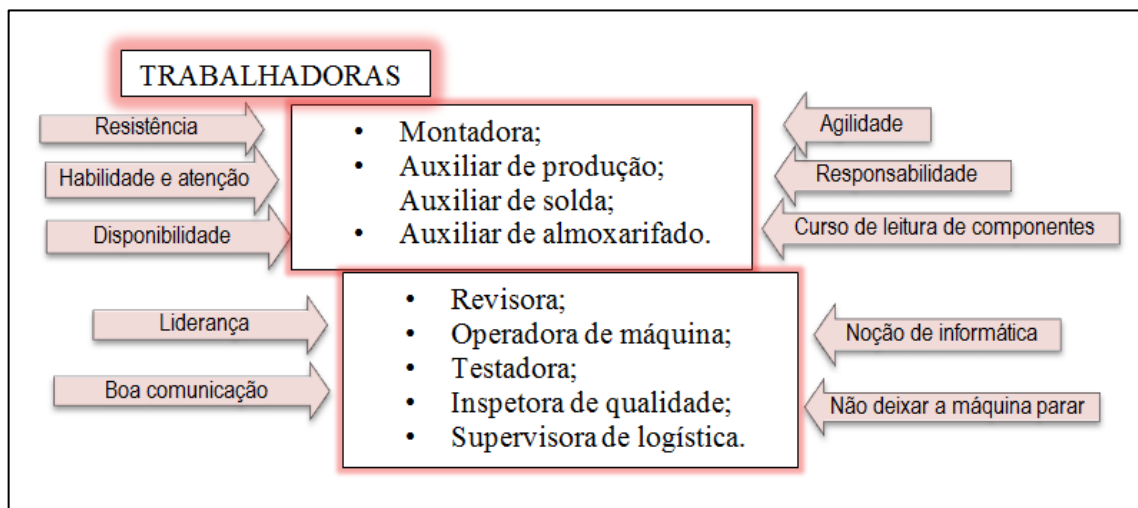 TRABALHADORAS
Resistência
Habilidade e atenção
Disponibilidade
• Montadora;
• Auxiliar de produção;
Auxiliar de solda;
• Auxiliar de almoxarifado.
Agilidade
Responsabilidade
Curso de leitura de componentes
Liderança
Boa comunicação
• Revisora;
• Operadora de máquina;
• Testadora;
• Inspetora de qualidade;
• Supervisora de logística.
Noção de informática
Não deixar a máquina parar